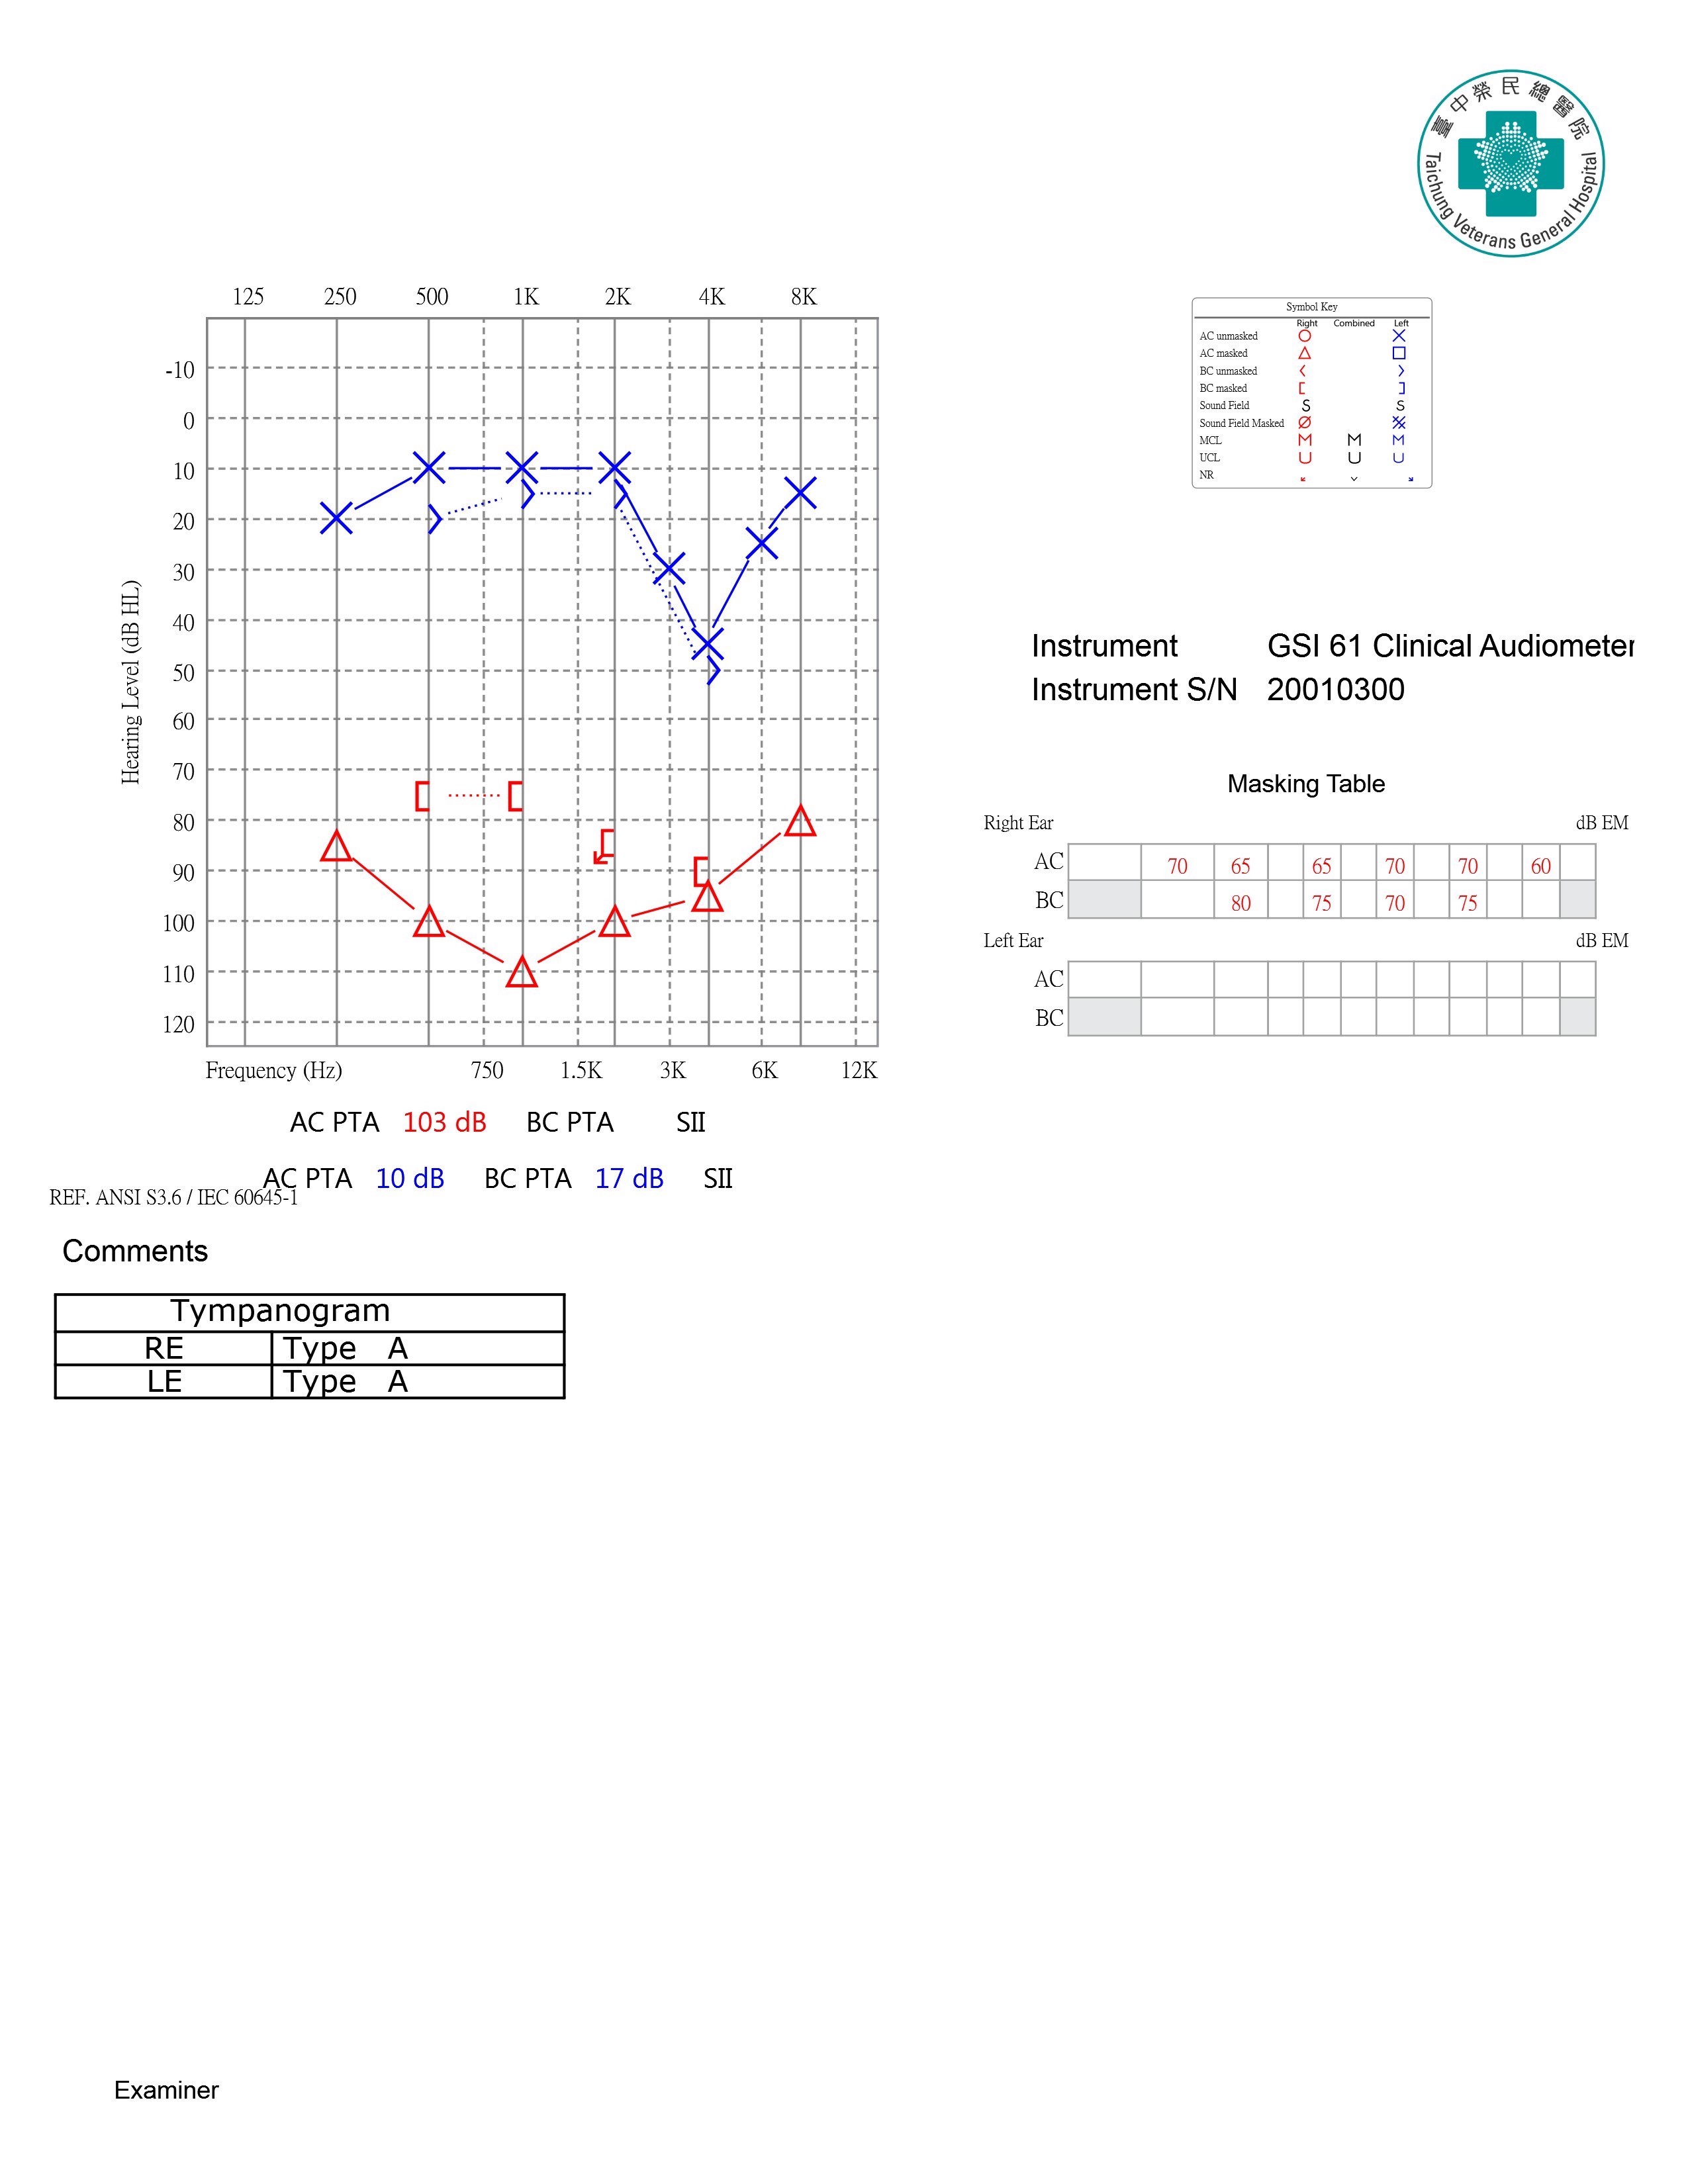 臺中榮民總醫院
Taichung Veterans General Hospital
125 250 500 1K 2K 4K 8K
Symbol Key
Right Combined Left
AC unmasked
AC masked
BC unmasked
BC masked
Sound Field S S
Sound Field Masked
MCL M M M
UCL U U U
NR
-10
0
10
20
30
40
50
60
70
80
90
100
110
120
Hearing Level (dB HL)
Frequency (Hz) 750 1.5K 3K 6K 12K
Instrument GSI 61 Clinical Audiometer
Instrument S/N 20010300
Masking Table
Right Ear dB EM
AC 70 65 65 70 70 60
BC 80 75 70 75
Left Ear dB EM
AC
BC
AC PTA 103 dB BC PTA SII
AC PTA 10 dB BC PTA 17 dB SII
REF. ANSI S3.6 / IEC 60645-1
Comments
Tympanogram
RE Type A
LE Type A
Examiner